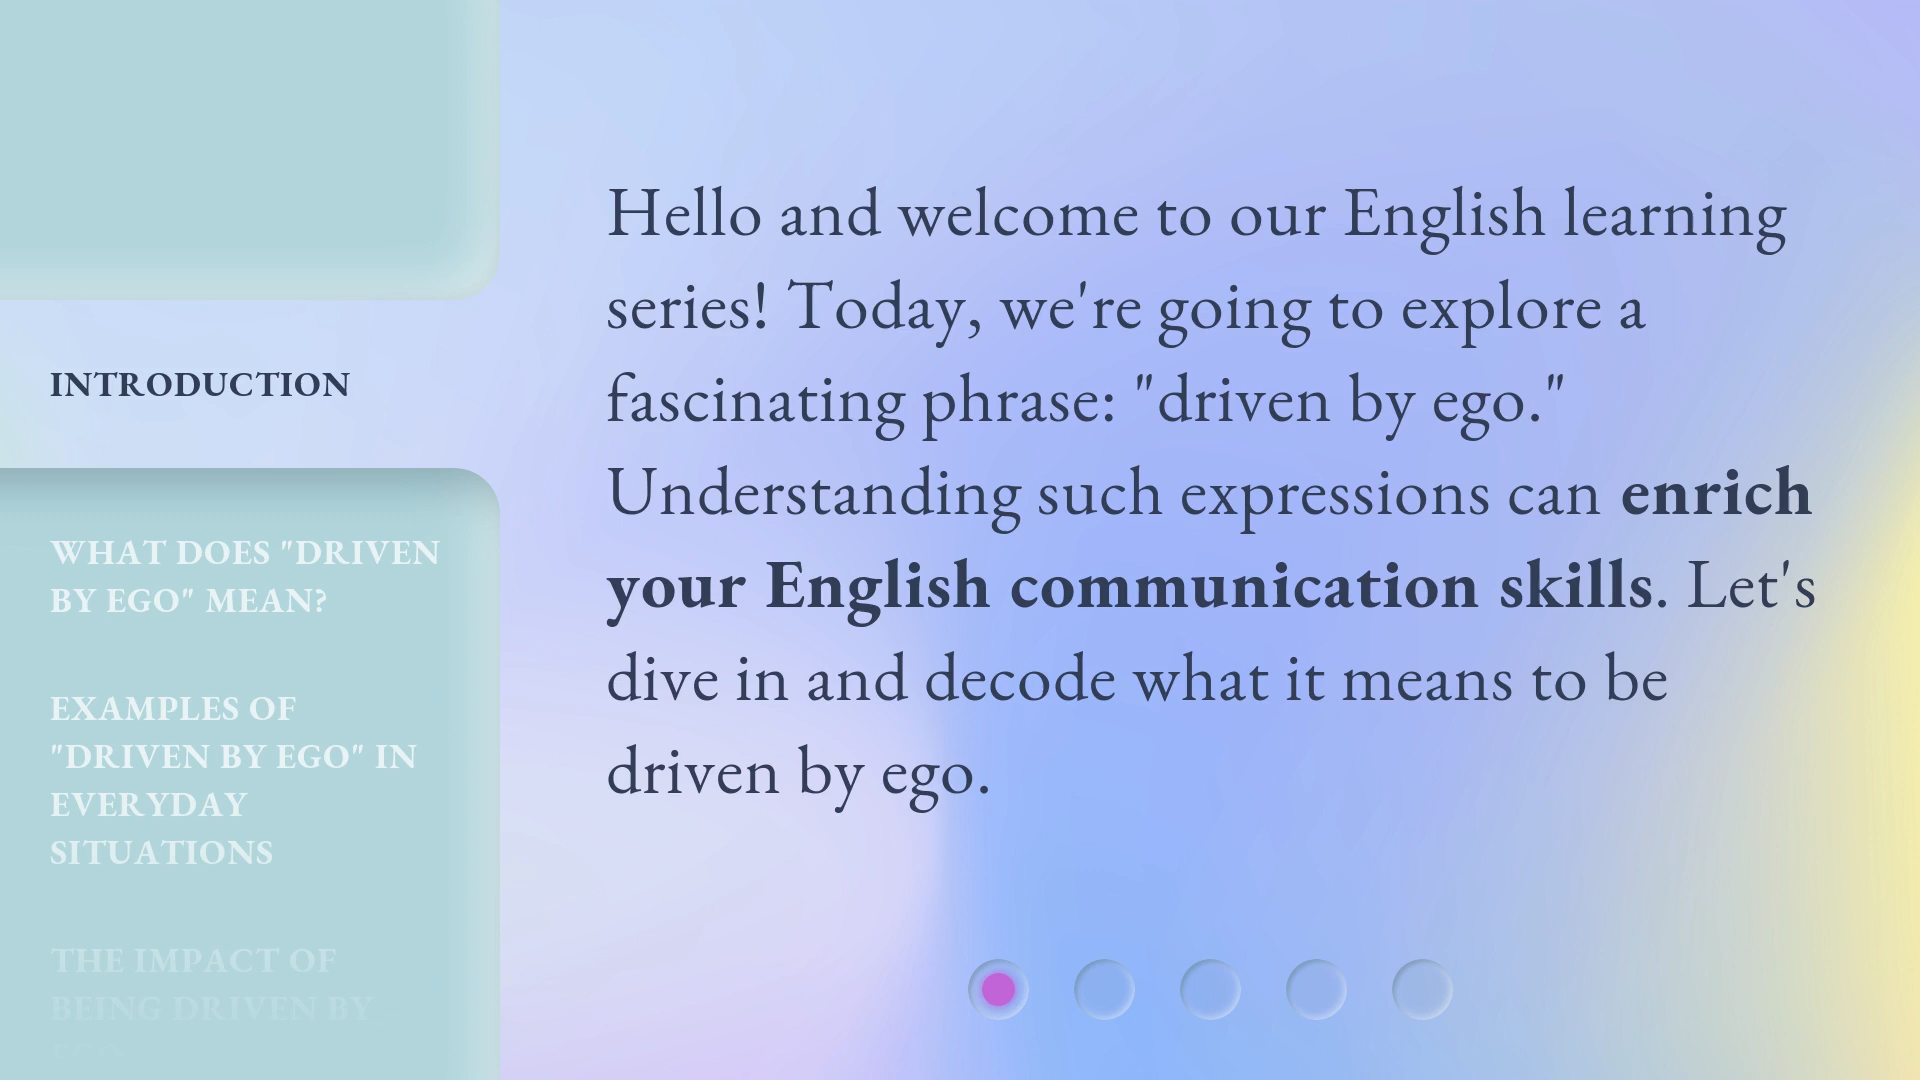 INTRODUCTION
WHAT DOES "DRIVEN
BY EGO" MEAN?
EXAMPLES OF
"DRIVEN BY EGO" IN
EVERYDAY
SITUATIONS
THE IMPACT OF
BEING DRIVEN BY
Hello and welcome to our English learning
series! Today, we're going to explore a
fascinating phrase: "driven by ego."
Understanding such expressions can enrich
your English communication skills. Let's
dive in and decode what it means to be
driven by ego.